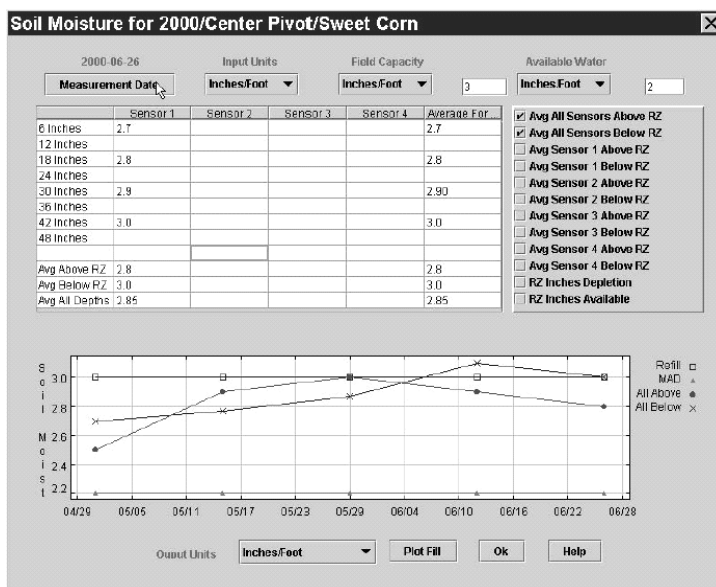 Soil Moisture for 2000/Center Pivot/Sweet Corn
2000-06-26 Input Units Field Capacity Available Water
Measurement Date Inches/Foot Inches/Foot 3 Inches/Foot 2
Sensor 1 Sensor 2 Sensor 3 Sensor 4 Average For...
6 Inches 2.7 2.7
12 Inches
18 Inches 2.8 2.8
24 Inches
30 Inches 2.9 2.90
36 Inches
42 Inches 3.0 3.0
48 Inches
Avg Above RZ 2.8 2.8
Avg Below RZ 3.0 3.0
Avg All Depths 2.85 2.85
Avg All Sensors Above RZ
Avg All Sensors Below RZ
Avg Sensor 1 Above RZ
Avg Sensor 1 Below RZ
Avg Sensor 2 Above RZ
Avg Sensor 2 Below RZ
Avg Sensor 3 Above RZ
Avg Sensor 3 Below RZ
Avg Sensor 4 Above RZ
Avg Sensor 4 Below RZ
RZ Inches Depletion
RZ Inches Available
Soil Moist
3.0
2.8
2.6
2.4
2.2
Refill
MAD
All Above
All Below
04/29 05/05 05/11 05/17 05/23 05/29 06/04 06/10 06/16 06/22 06/28
Ouput Units Inches/Foot Plot Fill Ok Help